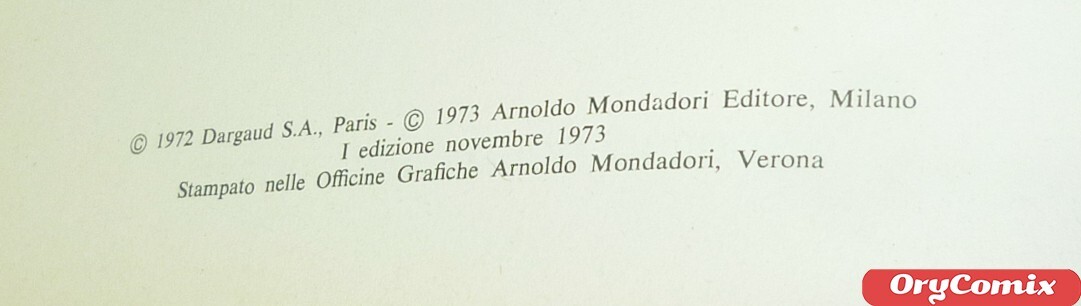 © 1972 Dargaud S.A., Paris - © 1973 Arnoldo Mondadori Editore, Milano
I edizione novembre 1973
Stampato nelle Officine Grafiche Arnoldo Mondadori, Verona
OryComix